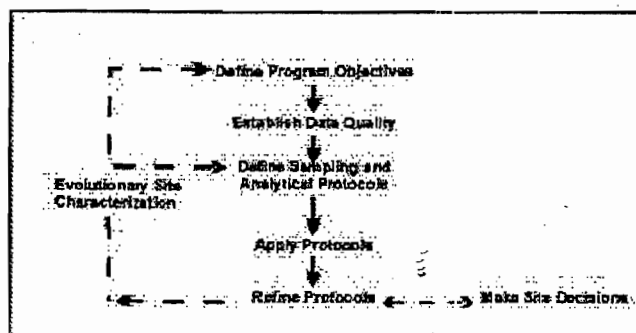 Define Program Objectives
Establish Data Quality
Define Sampling and
Analytical Protocols
Evolutionary Site
Characterization
Apply Protocols
Refine Protocols
Make Site Decisions